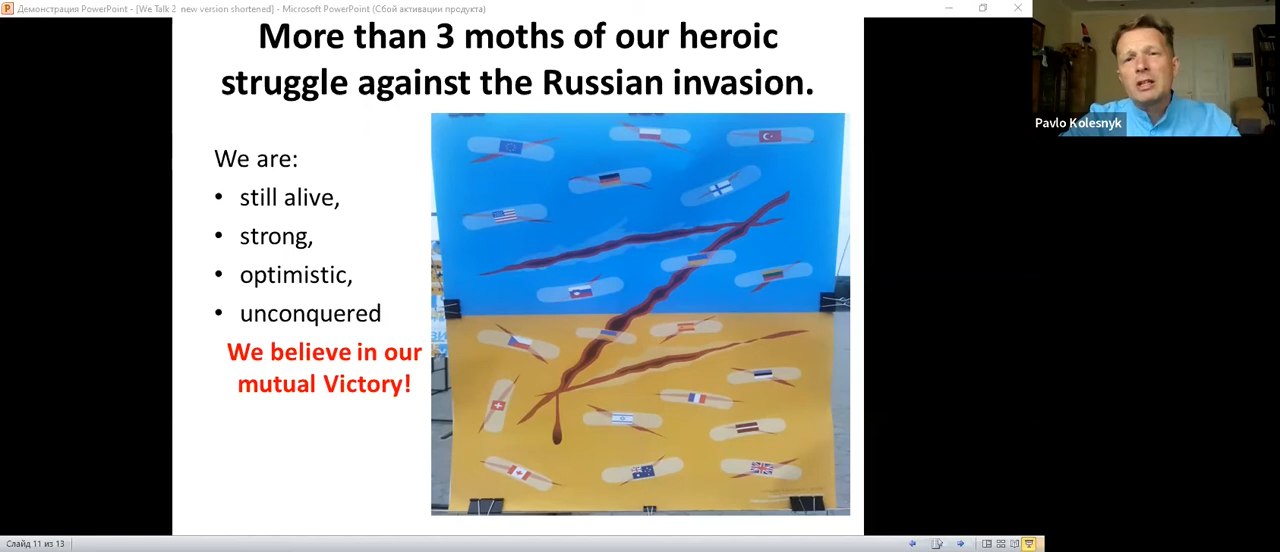 Демонстрация PowerPoint - [We Talk 2 new version shortened] - Microsoft PowerPoint (Сбой активации продукта)
More than 3 moths of our heroic
struggle against the Russian invasion.
Pavlo Kolesnyk
We are:
• still alive,
• strong,
• optimistic,
• unconquered
We believe in our
mutual Victory!
Слайд 11 из 13